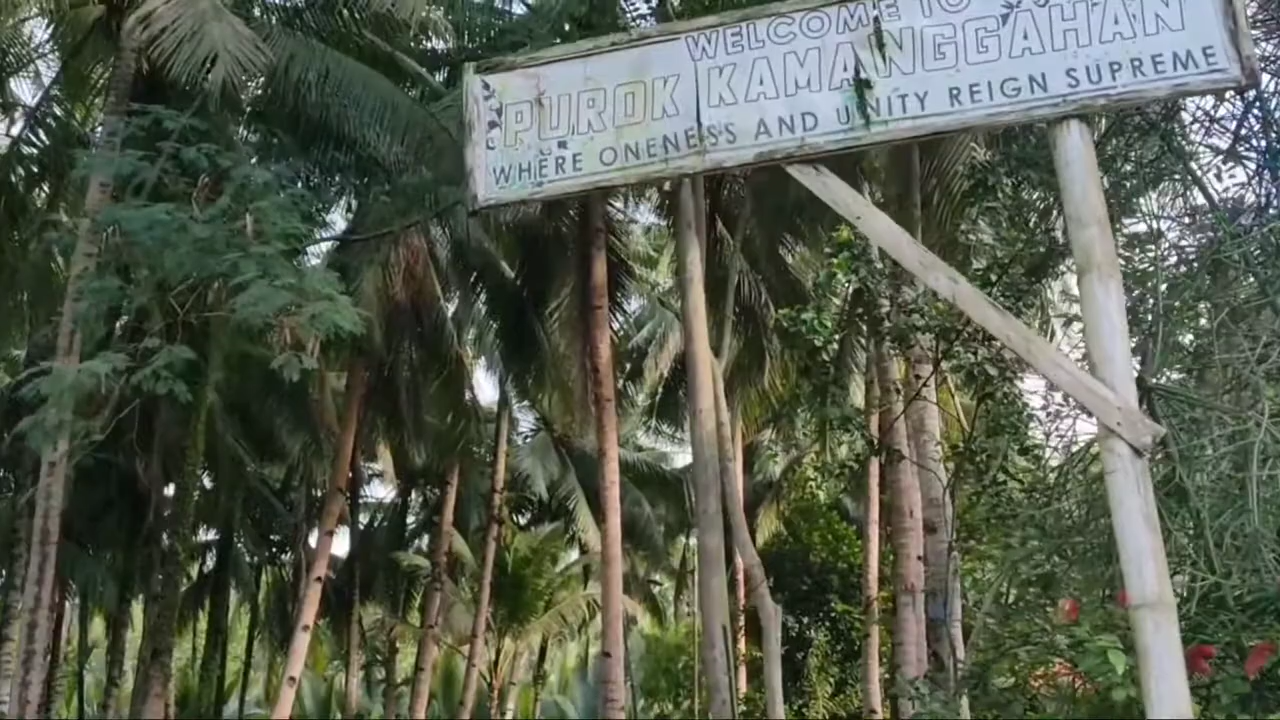 WELCOME TO
PUROK KAMANGGAHAN
WHERE ONENESS AND UNITY REIGN SUPREME